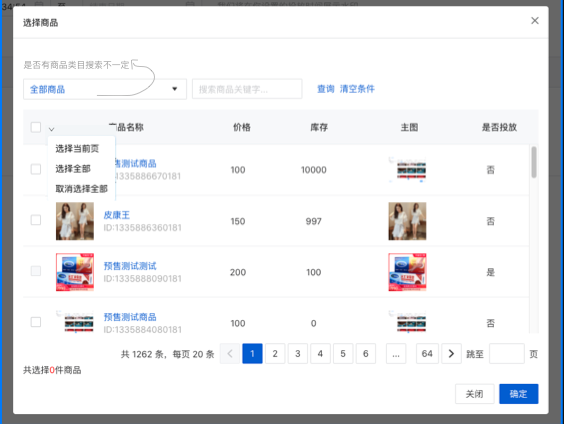 选择商品
是否有商品类目搜索不一定
全部商品
搜索商品关键字...
查询 清空条件
商品名称 价格 库存 主图 是否投放
选择当前页
选择全部
取消选择全部
售测试商品
1335886670181
100 10000 否
皮康王
ID:1335886360181
150 997 否
预售测试测试
ID:1335888090181
200 100 是
预售测试商品
ID:1335884080181
100 0 否
共 1262 条，每页 20 条 < 1 2 3 4 5 6 ... 64 > 跳至 页
共选择0件商品
关闭 确定